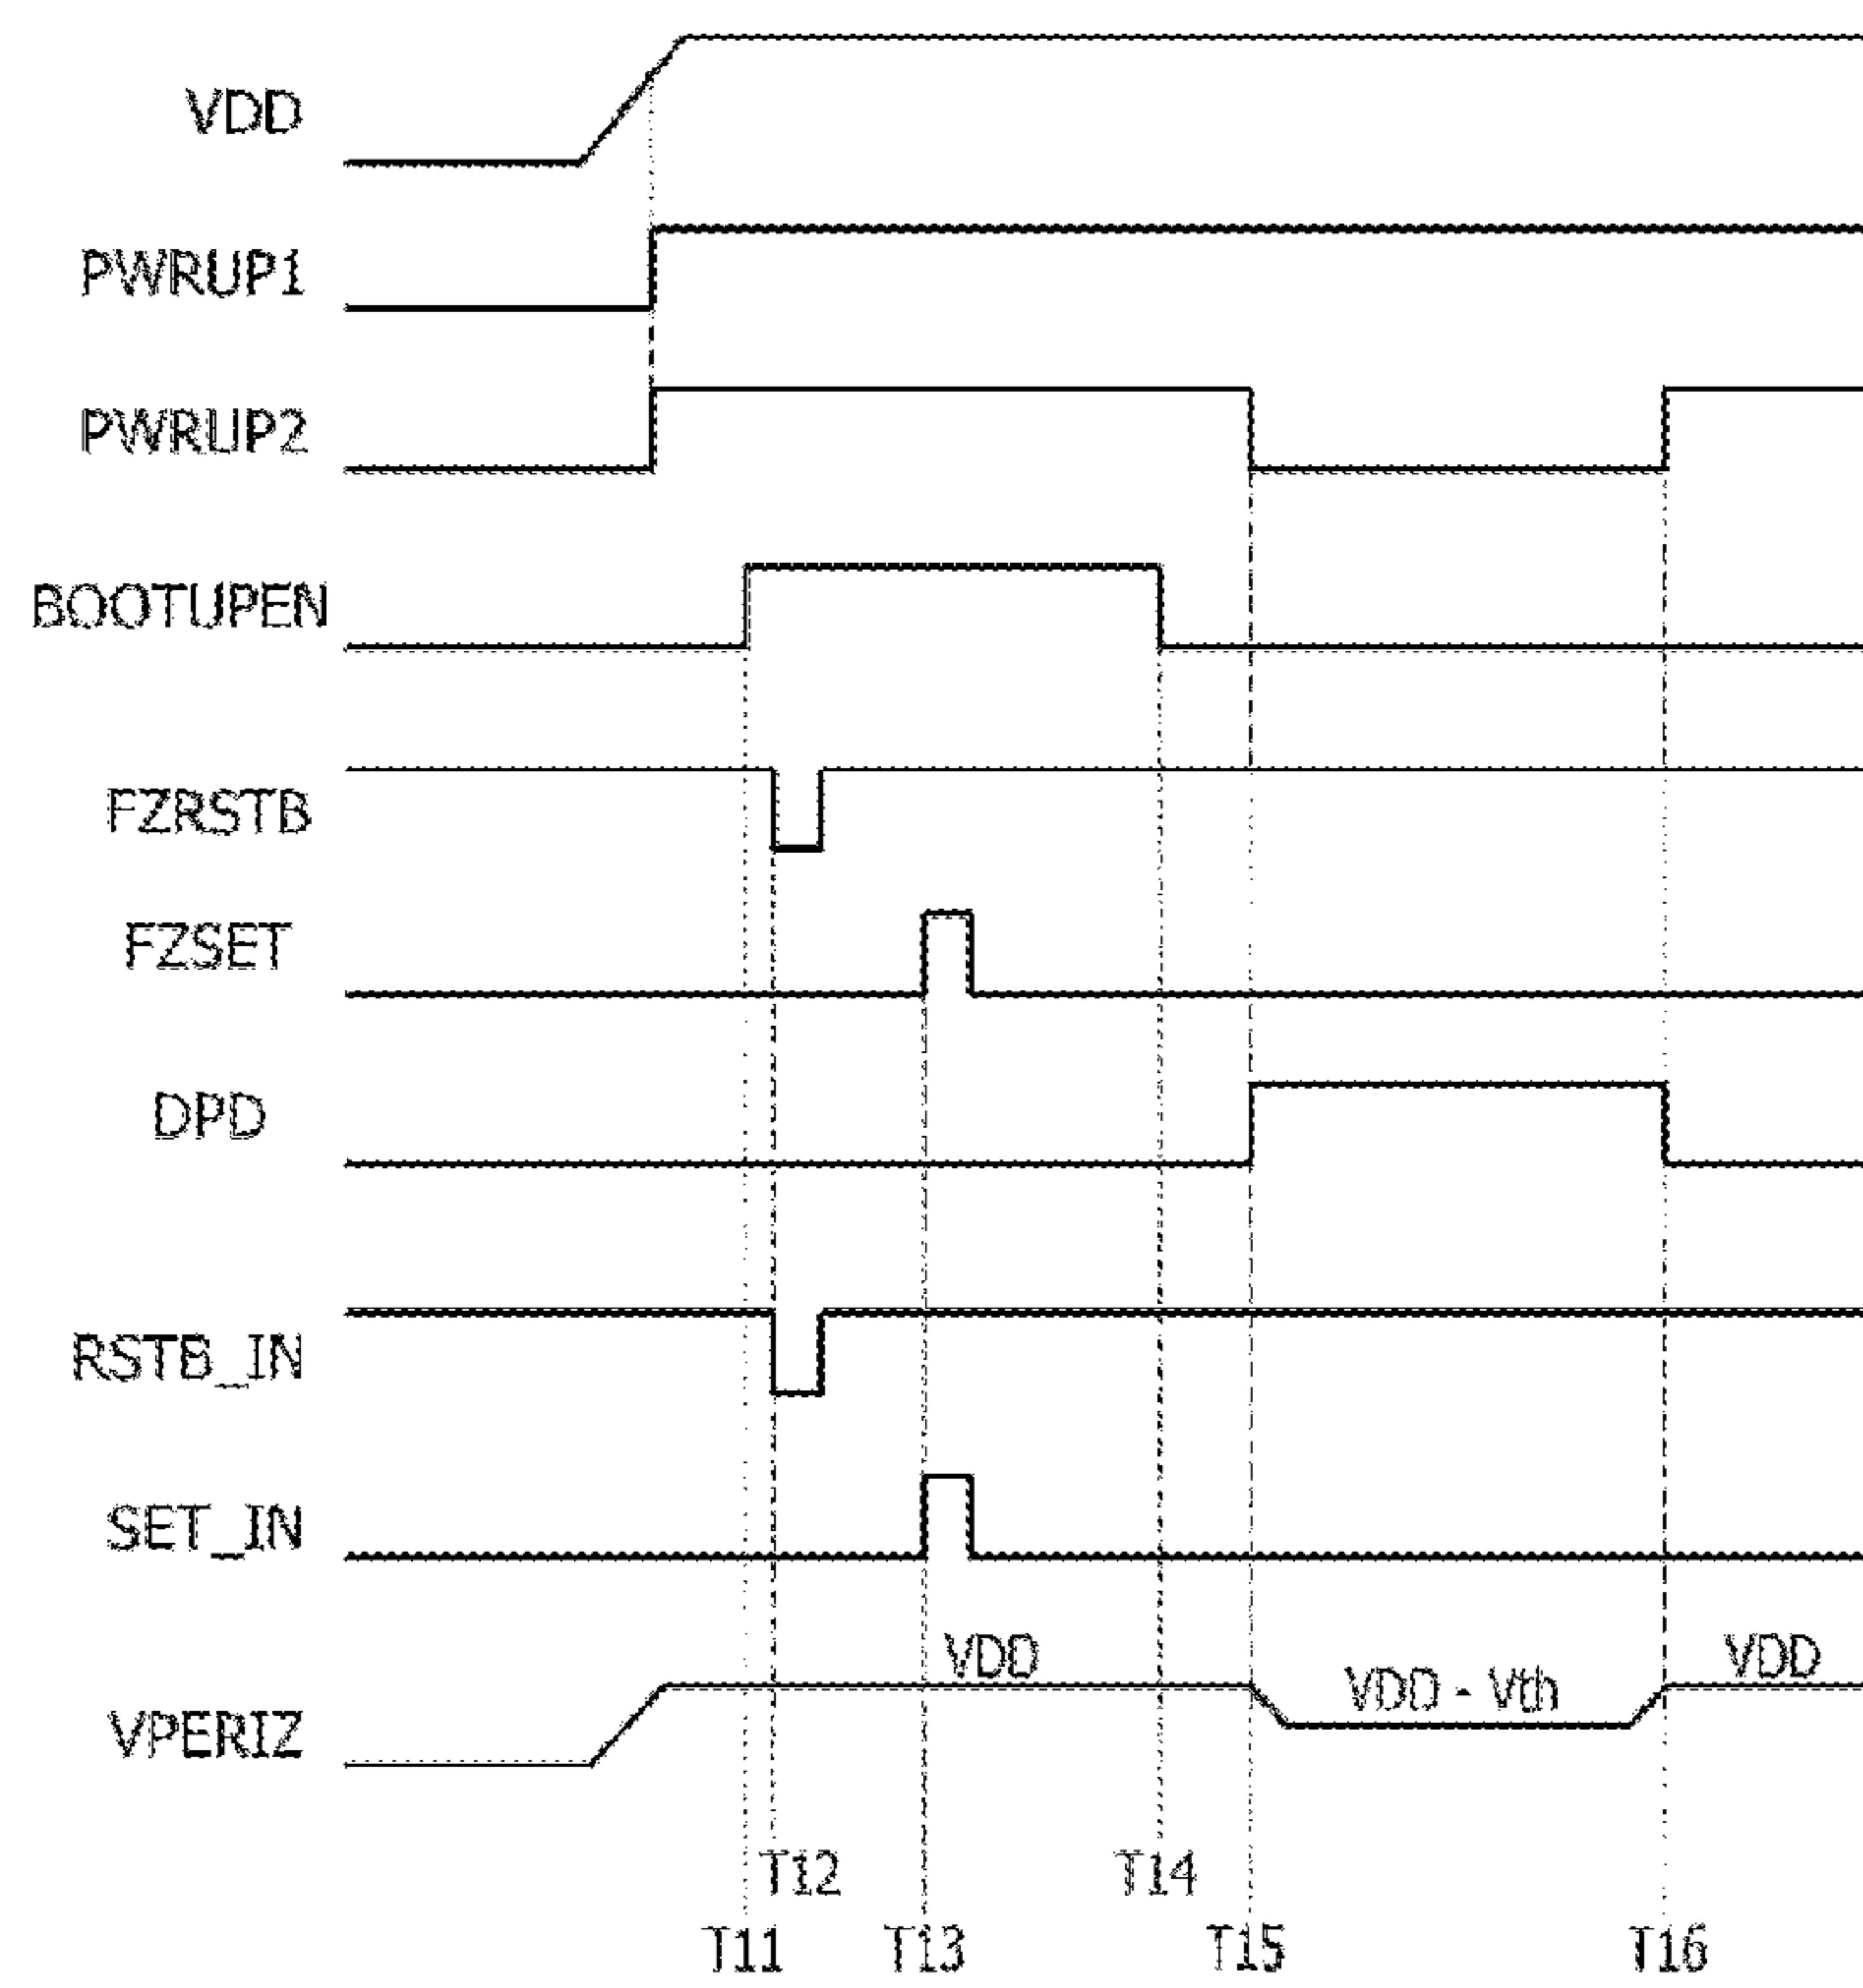 VDD
PWRUP1
PWRUP2
BOOTUPEN
FZRSTB
FZSET
DPD
RSTB_IN
SET_IN
VDD
VDD - Vth
VDD
VPERIZ
T12
T14
T11
T13
T15
T16